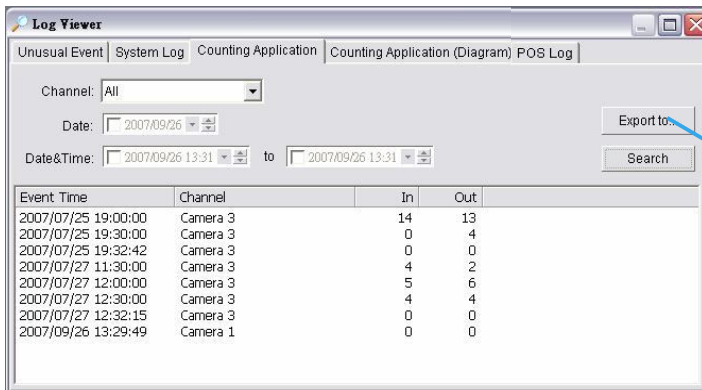 Log Viewer
Unusual Event System Log Counting Application Counting Application (Diagram) POS Log
Channel: All
Date: 2007/09/26
Export to...
Date&Time: 2007/09/26 13:31 to 2007/09/26 13:31
Search
Event Time Channel In Out
2007/07/25 19:00:00 Camera 3 14 13
2007/07/25 19:30:00 Camera 3 0 4
2007/07/25 19:32:42 Camera 3 0 0
2007/07/27 11:30:00 Camera 3 4 2
2007/07/27 12:00:00 Camera 3 5 6
2007/07/27 12:30:00 Camera 3 4 4
2007/07/27 12:32:15 Camera 3 0 0
2007/09/26 13:29:49 Camera 1 0 0